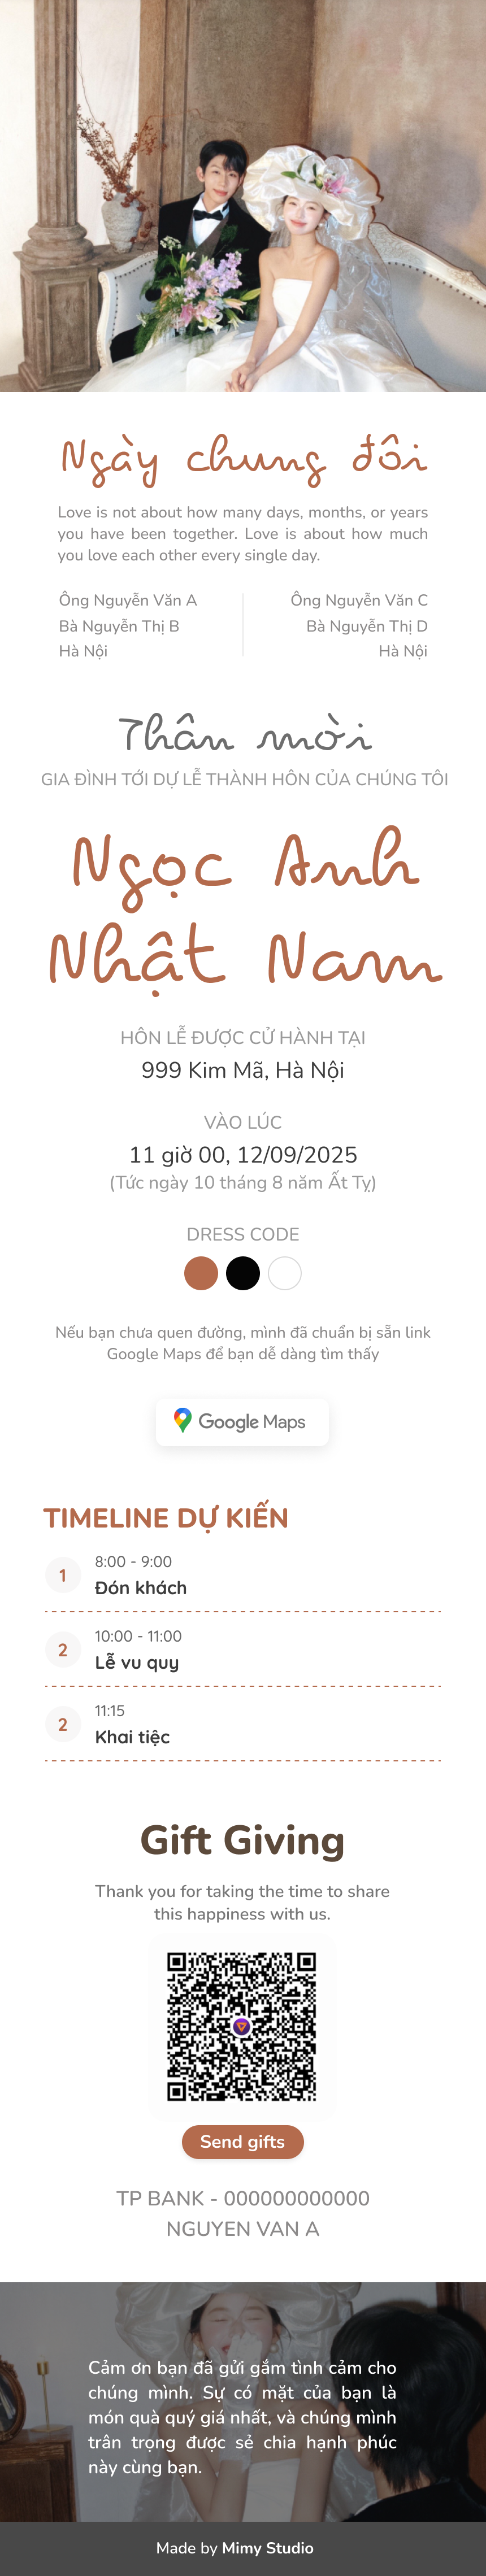 Ngày chung đôi
Love is not about how many days, months, or years
you have been together. Love is about how much
you love each other every single day.
Ông Nguyễn Văn A
Bà Nguyễn Thị B
Hà Nội
Ông Nguyễn Văn C
Bà Nguyễn Thị D
Hà Nội
Thân mời
GIA ĐÌNH TỚI DỰ LỄ THÀNH HÔN CỦA CHÚNG TÔI
Ngọc Anh
Nhật Nam
HÔN LỄ ĐƯỢC CỬ HÀNH TẠI
999 Kim Mã, Hà Nội
VÀO LÚC
11 giờ 00, 12/09/2025
(Tức ngày 10 tháng 8 năm Ất Tỵ)
DRESS CODE
Nếu bạn chưa quen đường, mình đã chuẩn bị sẵn link
Google Maps để bạn dễ dàng tìm thấy
Google Maps
TIMELINE DỰ KIẾN
1
8:00 - 9:00
Đón khách
2
10:00 - 11:00
Lễ vu quy
2
11:15
Khai tiệc
Gift Giving
Thank you for taking the time to share
this happiness with us.
Send gifts
TP BANK - 000000000000
NGUYEN VAN A
Cảm ơn bạn đã gửi gắm tình cảm cho
chúng mình. Sự có mặt của bạn là
món quà quý giá nhất, và chúng mình
trân trọng được sẻ chia hạnh phúc
này cùng bạn.
Made by Mimy Studio